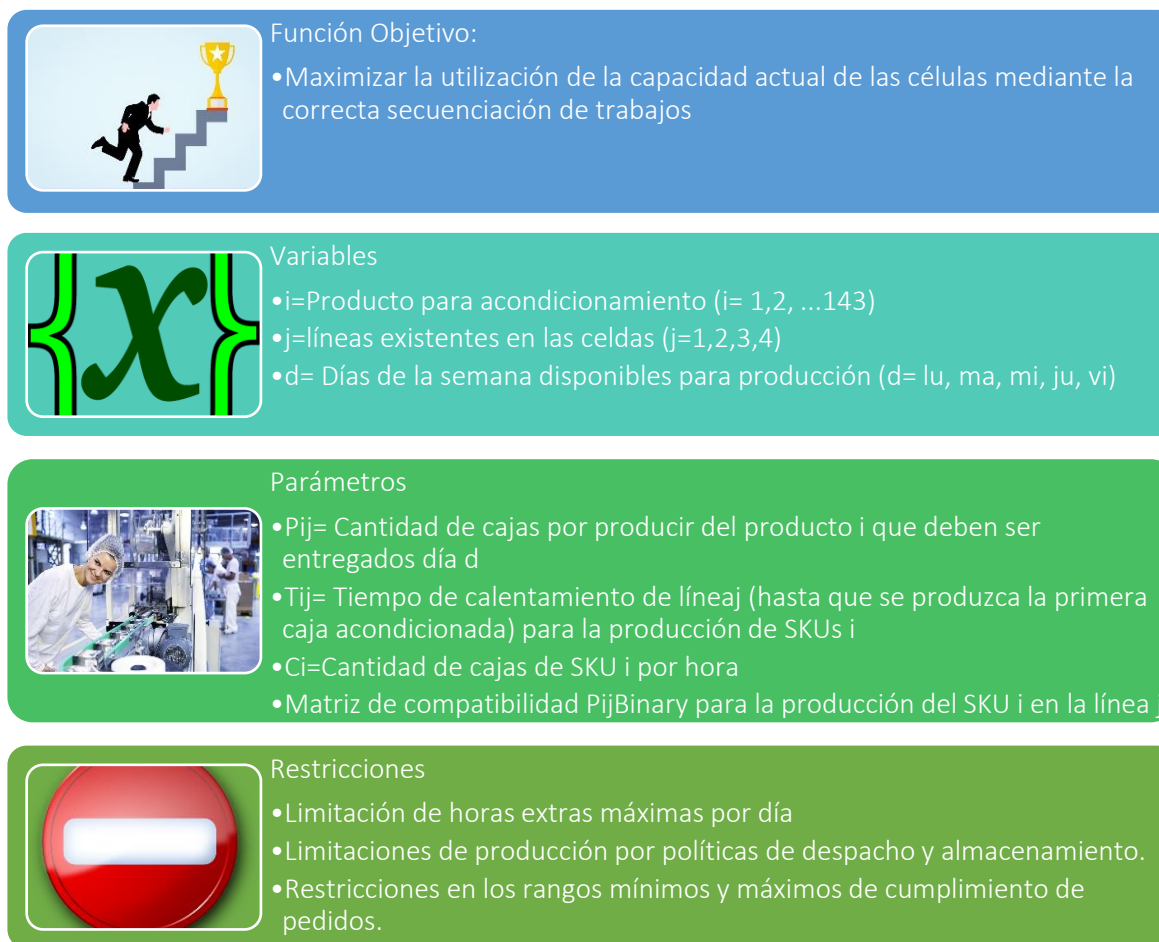 Función Objetivo:
•Maximizar la utilización de la capacidad actual de las células mediante la
correcta secuenciación de trabajos
Variables
•i=Producto para acondicionamiento (i= 1,2, ...143)
•j=líneas existentes en las celdas (j=1,2,3,4)
•d= Días de la semana disponibles para producción (d= lu, ma, mi, ju, vi)
{x}
Parámetros
•Pij= Cantidad de cajas por producir del producto i que deben ser
entregados día d
•Tij= Tiempo de calentamiento de líneaj (hasta que se produzca la primera
caja acondicionada) para la producción de SKUs i
•Ci=Cantidad de cajas de SKU i por hora
•Matriz de compatibilidad PijBinary para la producción del SKU i en la línea j
Restricciones
•Limitación de horas extras máximas por día
•Limitaciones de producción por políticas de despacho y almacenamiento.
•Restricciones en los rangos mínimos y máximos de cumplimiento de
pedidos.